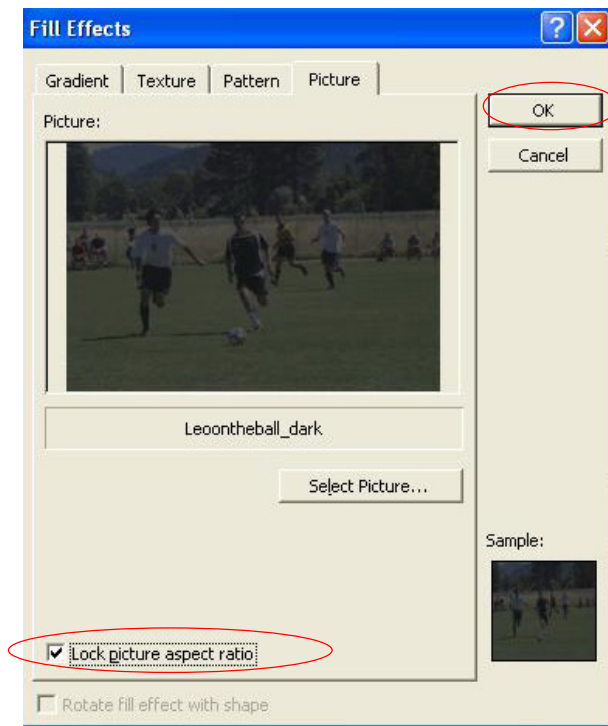 Fill Effects
Gradient Texture Pattern Picture
OK
Picture:
Cancel
Leoontheball_dark
Select Picture...
Sample:
Lock picture aspect ratio
Rotate fill effect with shape